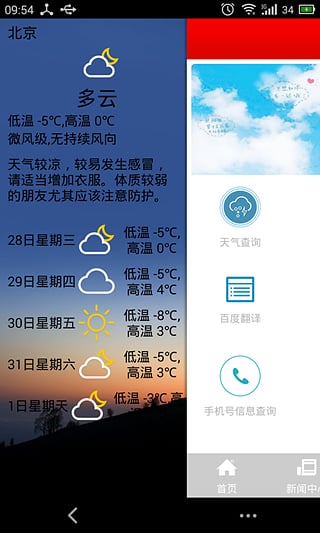 09:54
3G
34
北京
多云
低温 -5℃,高温 0℃
微风级,无持续风向
天气较凉，较易发生感冒，
请适当增加衣服。体质较弱
的朋友尤其应该注意防护。
28日星期三
低温 -5℃,
高温 0℃
29日星期四
低温 -5℃,
高温 4℃
30日星期五
低温 -8℃,
高温 3℃
31日星期六
低温 -5℃,
高温 3℃
1日星期天
低温 -3℃,高
天气查询
百度翻译
手机号信息查询
首页
新闻中